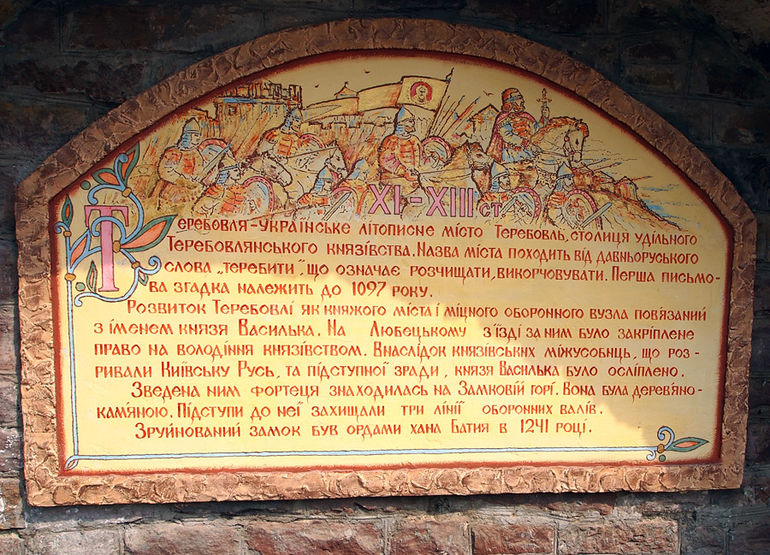 XI-XIII ст
Теребовля-Українське літописне місто Теребовль, столиця удільного
Теребовлянського князівства. Назва міста походить від давньоруського
слова „теребити", що означає розчищати, викорчовувати. Перша письмо-
ва згадка належить до 1097 року.
Розвиток Теребовлі як княжого міста і міцного оборонного вузла пов'язаний
з іменем князя Василька. На Любецькому з'їзді за ним було закріплене
право на володіння князівством. Внаслідок князівських міжусобиць, що роз-
ривали Київську Русь, та підступної зради, князя Василька було осліплено.
Зведена ним фортеця знаходилась на Замковій горі. Вона була дерев'яно-
кам'яною. Підступи до неї захищали три лінії оборонних валів.
Зруйнований замок був ордами хана Батия в 1241 році.